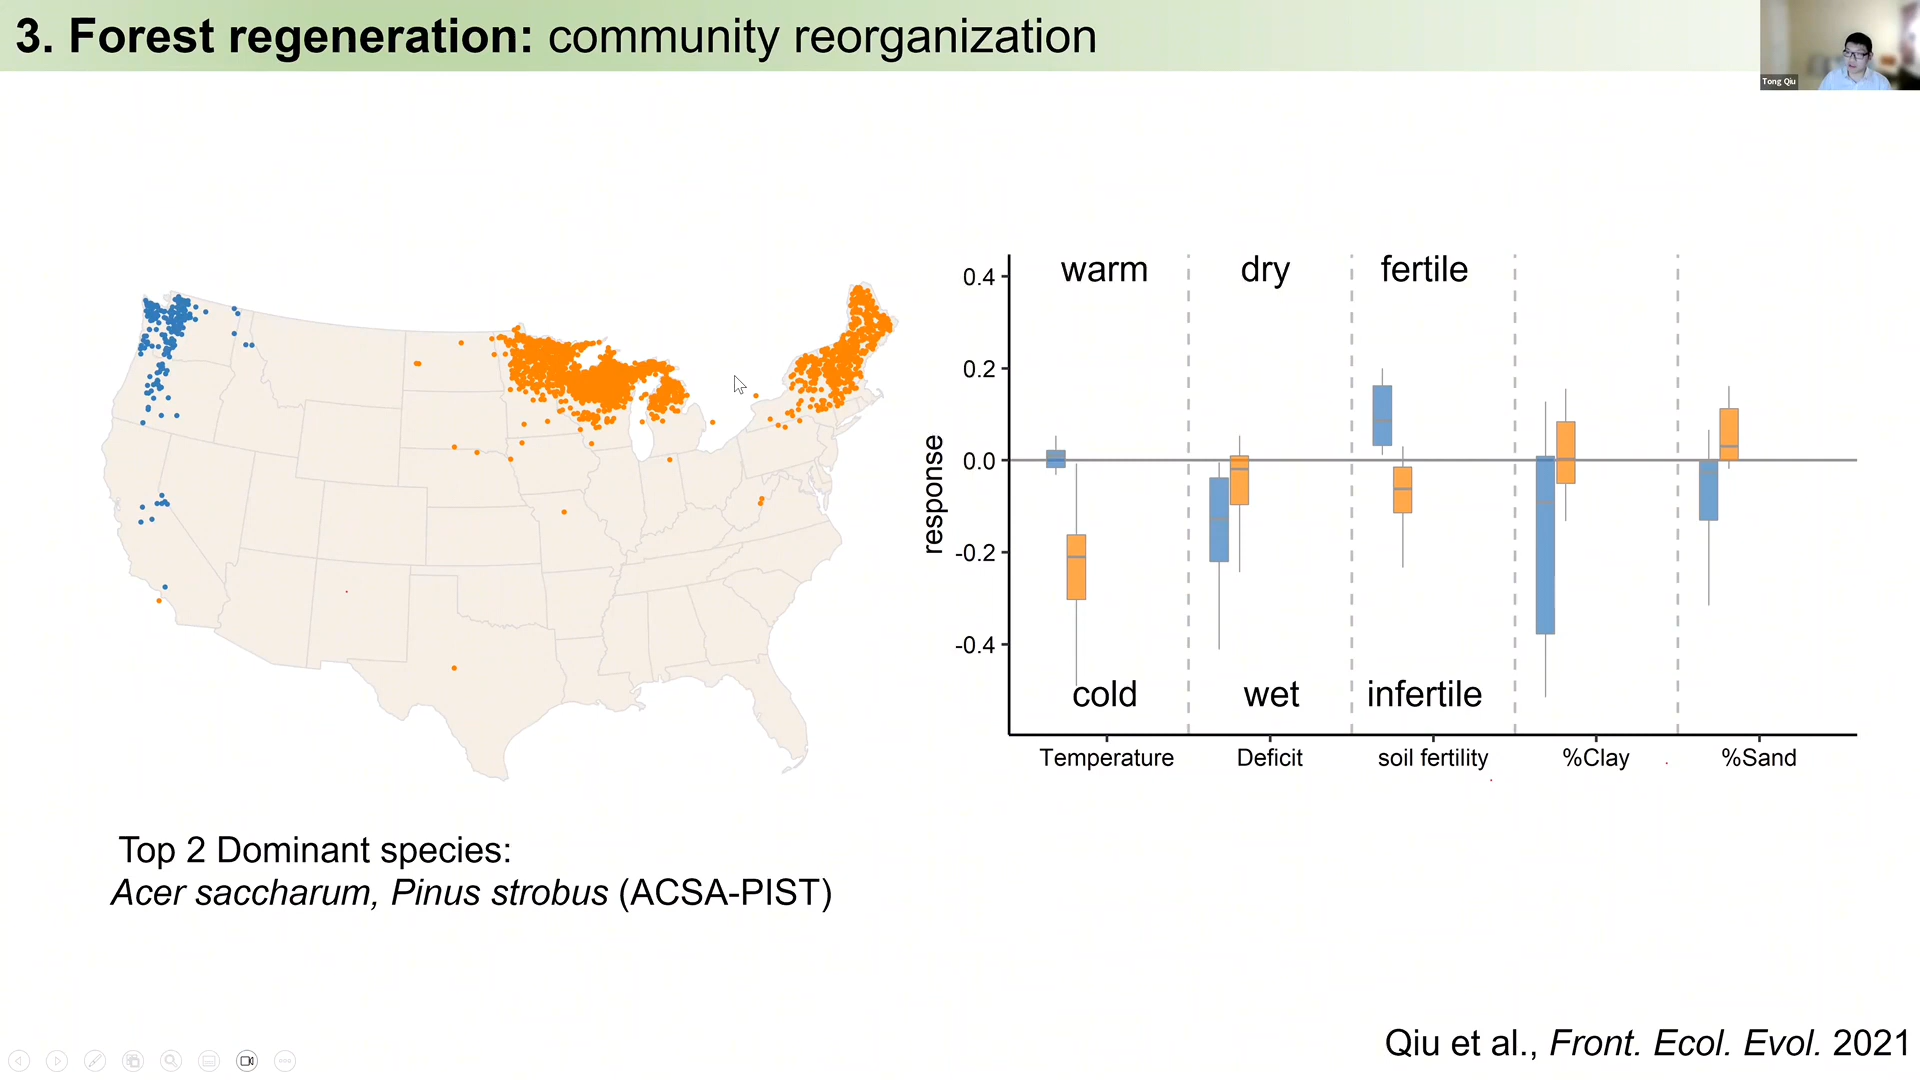 3. Forest regeneration: community reorganization
Tong Qiu
warm dry fertile
0.4
0.2
0.0
-0.2
-0.4
response
cold wet infertile
Temperature Deficit soil fertility %Clay %Sand
Top 2 Dominant species:
Acer saccharum, Pinus strobus (ACSA-PIST)
Qiu et al., Front. Ecol. Evol. 2021